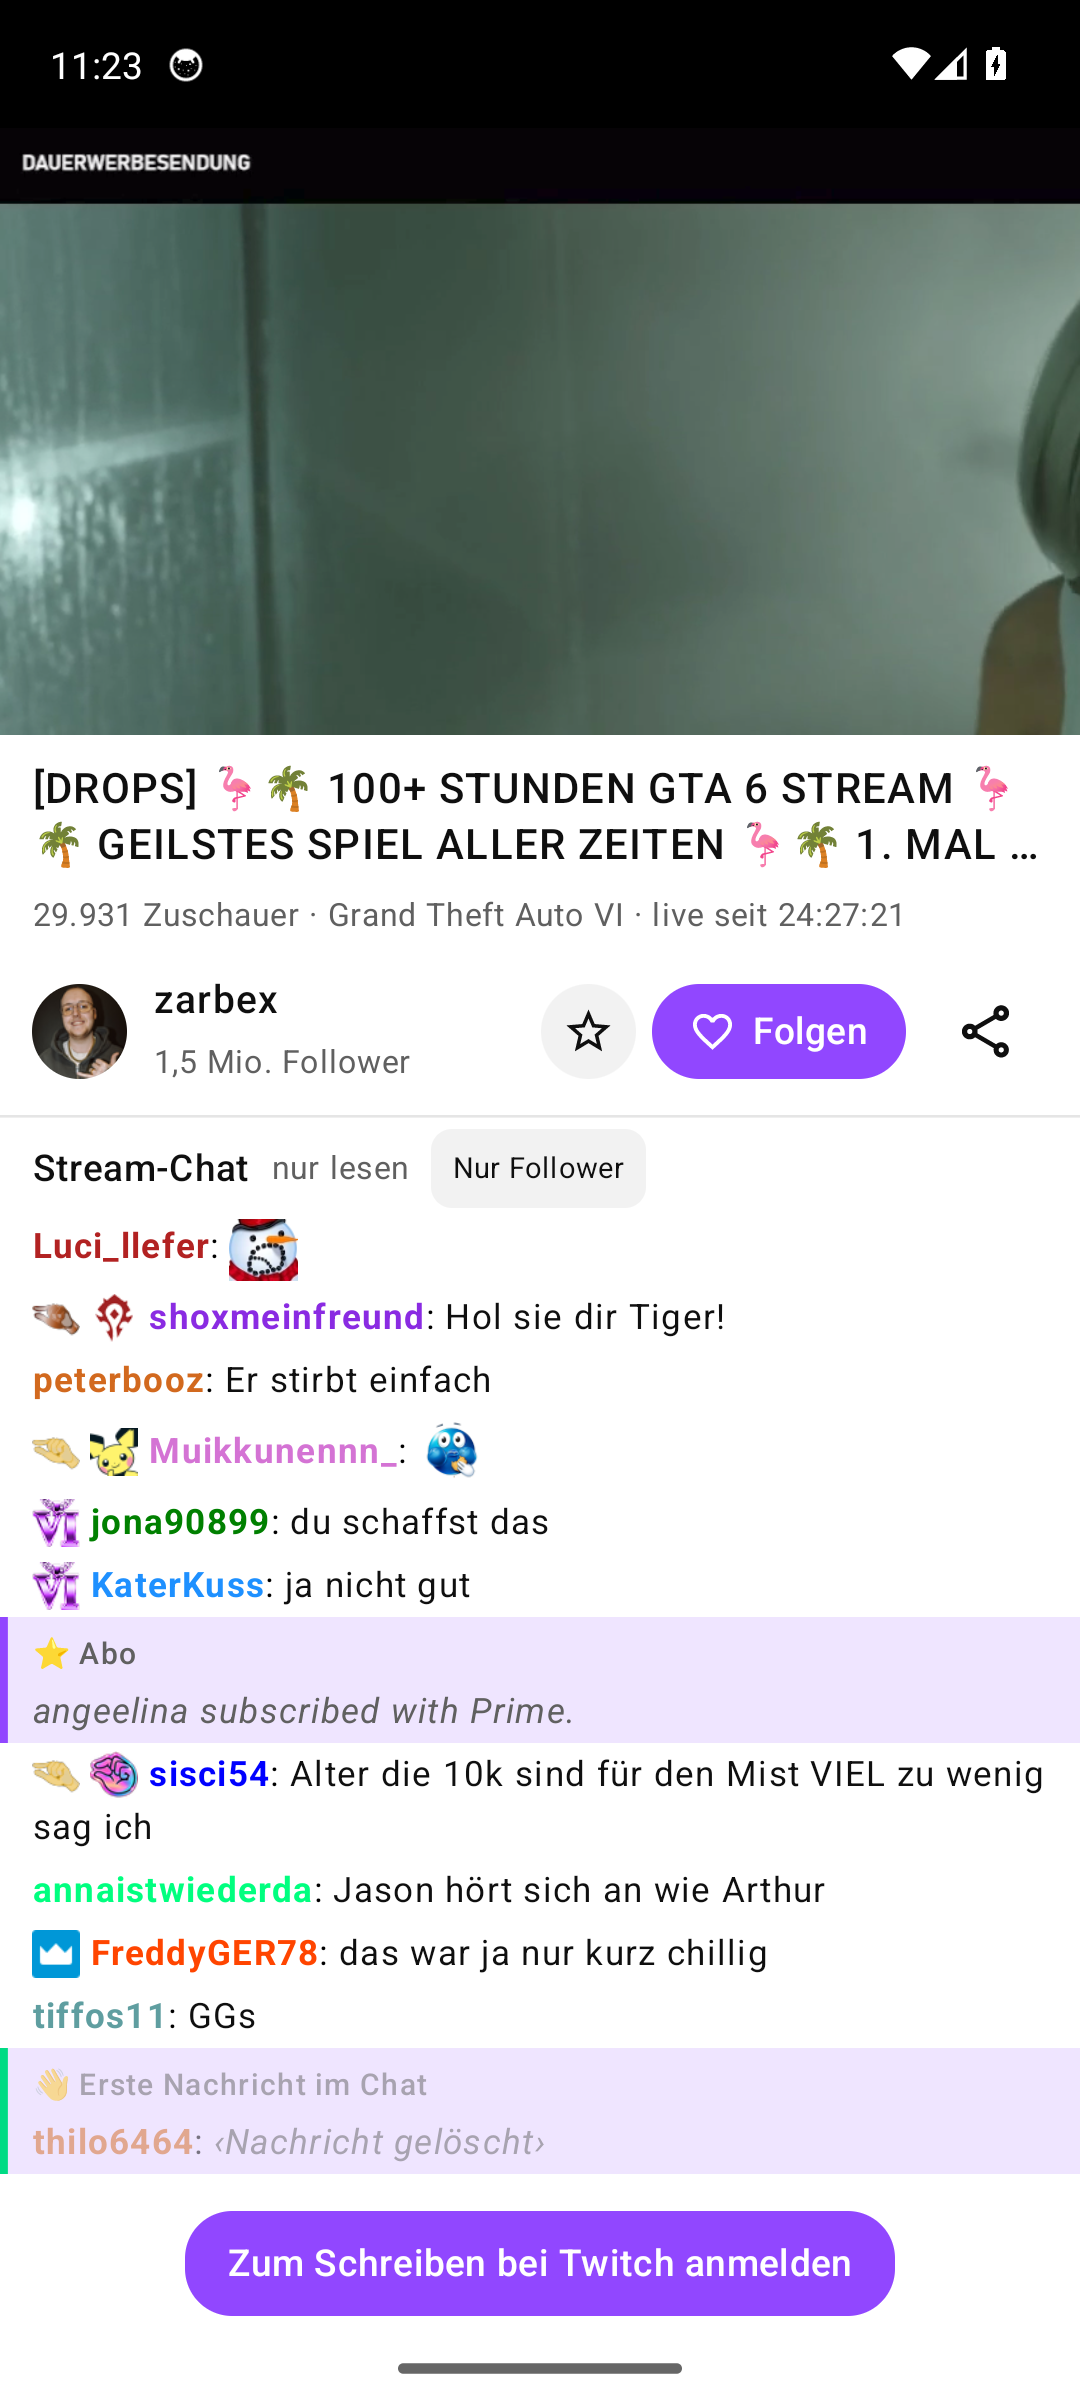 11:23
DAUERWERBESENDUNG
[DROPS] 🦩🌴 100+ STUNDEN GTA 6 STREAM 🦩
🌴 GEILSTES SPIEL ALLER ZEITEN 🦩🌴 1. MAL …
29.931 Zuschauer · Grand Theft Auto VI · live seit 24:27:21
zarbex
1,5 Mio. Follower
Folgen
Stream-Chat nur lesen Nur Follower
Luci_llefer:
shoxmeinfreund: Hol sie dir Tiger!
peterbooz: Er stirbt einfach
Muikkunennn_:
VI jona90899: du schaffst das
VI KaterKuss: ja nicht gut
⭐ Abo
angeelina subscribed with Prime.
sisci54: Alter die 10k sind für den Mist VIEL zu wenig
sag ich
annaistwiederda: Jason hört sich an wie Arthur
FreddyGER78: das war ja nur kurz chillig
tiffos11: GGs
👋 Erste Nachricht im Chat
thilo6464: ‹Nachricht gelöscht›
Zum Schreiben bei Twitch anmelden